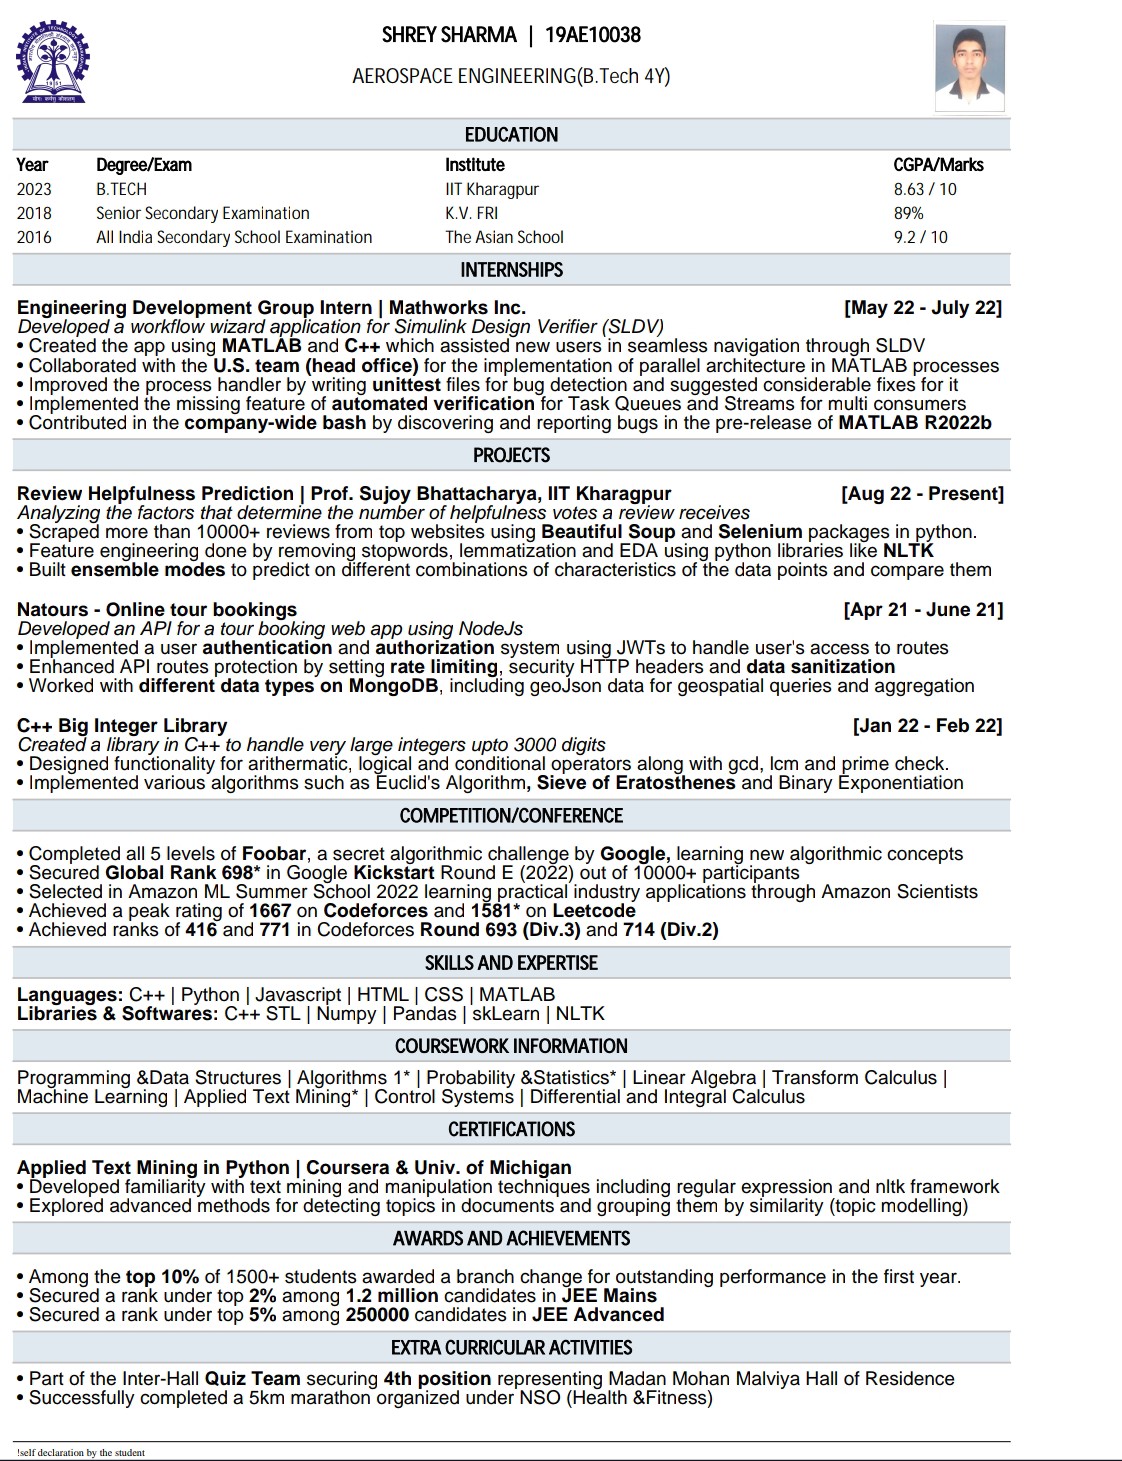 SHREY SHARMA | 19AE10038
AEROSPACE ENGINEERING(B.Tech 4Y)
EDUCATION
Year Degree/Exam Institute CGPA/Marks
2023 B.TECH IIT Kharagpur 8.63 / 10
2018 Senior Secondary Examination K.V. FRI 89%
2016 All India Secondary School Examination The Asian School 9.2 / 10
INTERNSHIPS
Engineering Development Group Intern | Mathworks Inc. [May 22 - July 22]
Developed a workflow wizard application for Simulink Design Verifier (SLDV)
• Created the app using MATLAB and C++ which assisted new users in seamless navigation through SLDV
• Collaborated with the U.S. team (head office) for the implementation of parallel architecture in MATLAB processes
• Improved the process handler by writing unittest files for bug detection and suggested considerable fixes for it
• Implemented the missing feature of automated verification for Task Queues and Streams for multi consumers
• Contributed in the company-wide bash by discovering and reporting bugs in the pre-release of MATLAB R2022b
PROJECTS
Review Helpfulness Prediction | Prof. Sujoy Bhattacharya, IIT Kharagpur [Aug 22 - Present]
Analyzing the factors that determine the number of helpfulness votes a review receives
• Scraped more than 10000+ reviews from top websites using Beautiful Soup and Selenium packages in python.
• Feature engineering done by removing stopwords, lemmatization and EDA using python libraries like NLTK
• Built ensemble modes to predict on different combinations of characteristics of the data points and compare them
Natours - Online tour bookings [Apr 21 - June 21]
Developed an API for a tour booking web app using NodeJs
• Implemented a user authentication and authorization system using JWTs to handle user's access to routes
• Enhanced API routes protection by setting rate limiting, security HTTP headers and data sanitization
• Worked with different data types on MongoDB, including geoJson data for geospatial queries and aggregation
C++ Big Integer Library [Jan 22 - Feb 22]
Created a library in C++ to handle very large integers upto 3000 digits
• Designed functionality for arithermatic, logical and conditional operators along with gcd, lcm and prime check.
• Implemented various algorithms such as Euclid's Algorithm, Sieve of Eratosthenes and Binary Exponentiation
COMPETITION/CONFERENCE
• Completed all 5 levels of Foobar, a secret algorithmic challenge by Google, learning new algorithmic concepts
• Secured Global Rank 698* in Google Kickstart Round E (2022) out of 10000+ participants
• Selected in Amazon ML Summer School 2022 learning practical industry applications through Amazon Scientists
• Achieved a peak rating of 1667 on Codeforces and 1581* on Leetcode
• Achieved ranks of 416 and 771 in Codeforces Round 693 (Div.3) and 714 (Div.2)
SKILLS AND EXPERTISE
Languages: C++ | Python | Javascript | HTML | CSS | MATLAB
Libraries & Softwares: C++ STL | Numpy | Pandas | skLearn | NLTK
COURSEWORK INFORMATION
Programming &Data Structures | Algorithms 1* | Probability &Statistics* | Linear Algebra | Transform Calculus |
Machine Learning | Applied Text Mining* | Control Systems | Differential and Integral Calculus
CERTIFICATIONS
Applied Text Mining in Python | Coursera & Univ. of Michigan
• Developed familiarity with text mining and manipulation techniques including regular expression and nltk framework
• Explored advanced methods for detecting topics in documents and grouping them by similarity (topic modelling)
AWARDS AND ACHIEVEMENTS
• Among the top 10% of 1500+ students awarded a branch change for outstanding performance in the first year.
• Secured a rank under top 2% among 1.2 million candidates in JEE Mains
• Secured a rank under top 5% among 250000 candidates in JEE Advanced
EXTRA CURRICULAR ACTIVITIES
• Part of the Inter-Hall Quiz Team securing 4th position representing Madan Mohan Malviya Hall of Residence
• Successfully completed a 5km marathon organized under NSO (Health &Fitness)
!self declaration by the student